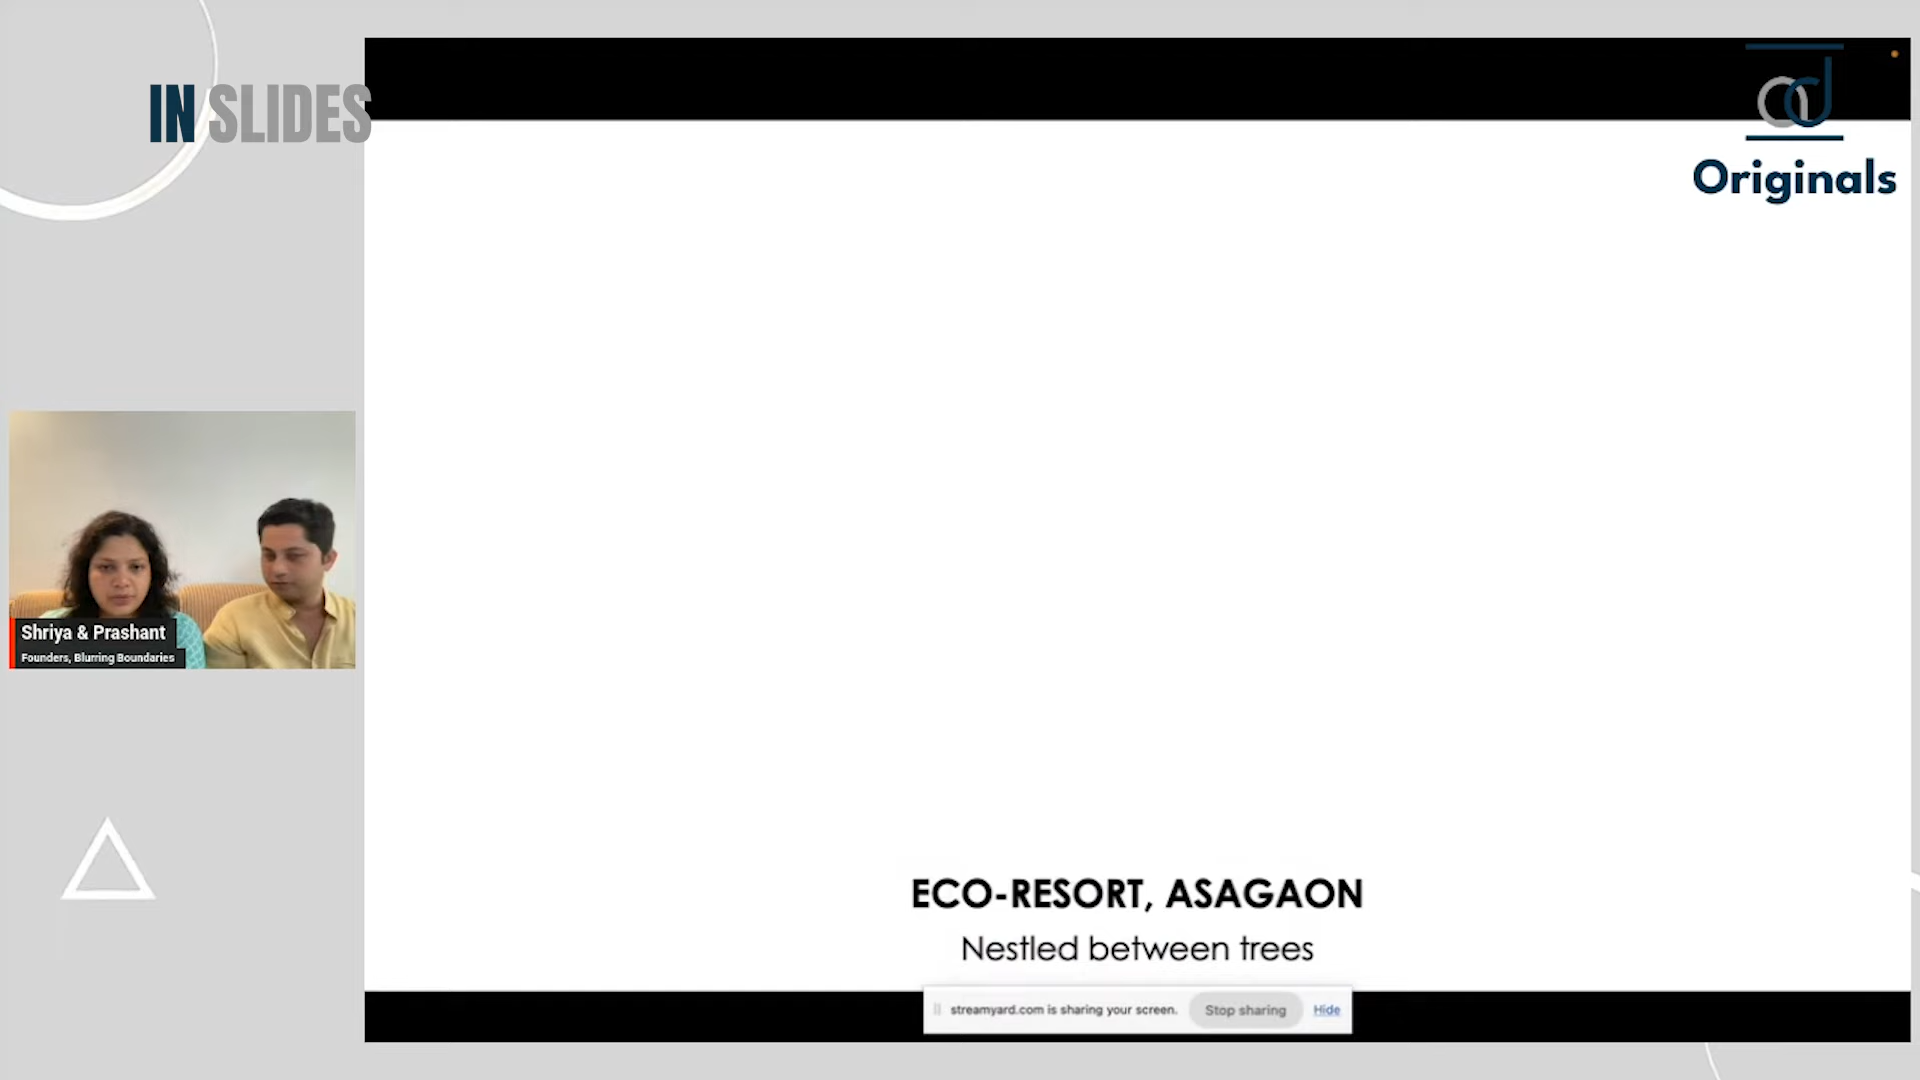 IN SLIDES
ad
Originals
Shriya & Prashant
Founders, Blurring Boundaries
ECO-RESORT, ASAGAON
Nestled between trees
streamyard.com is sharing your screen. Stop sharing Hide